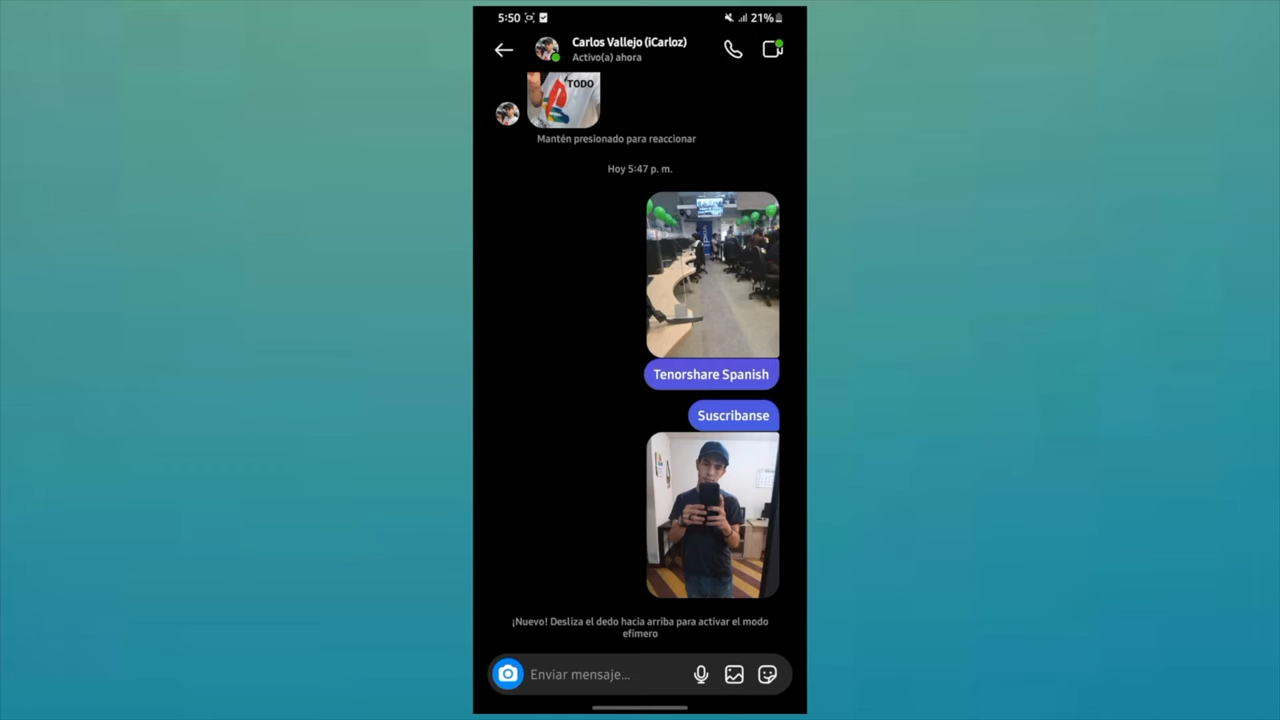 5:50
21%
Carlos Vallejo (iCarloz)
Activo(a) ahora
TODO
Mantén presionado para reaccionar
Hoy 5:47 p. m.
Tenorshare Spanish
Suscribanse
¡Nuevo! Desliza el dedo hacia arriba para activar el modo
efímero
Enviar mensaje...